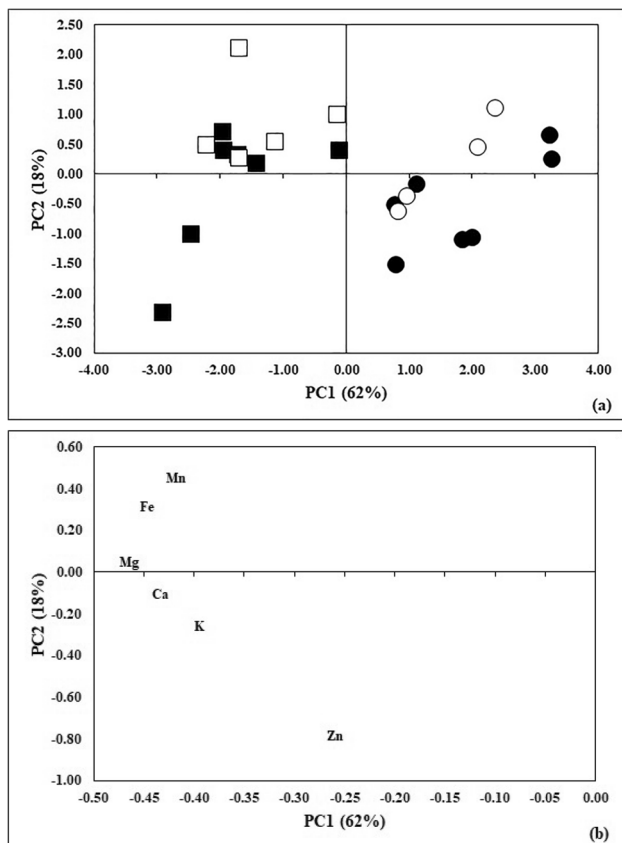 2.50
2.00
1.50
1.00
0.50
0.00
-0.50
-1.00
-1.50
-2.00
-2.50
-3.00
PC2 (18%)
-4.00 -3.00 -2.00 -1.00 0.00 1.00 2.00 3.00 4.00
PC1 (62%)
(a)
0.60
0.40
0.20
0.00
-0.20
-0.40
-0.60
-0.80
-1.00
PC2 (18%)
Mn
Fe
Mg
Ca
K
Zn
-0.50 -0.45 -0.40 -0.35 -0.30 -0.25 -0.20 -0.15 -0.10 -0.05 0.00
PC1 (62%)
(b)